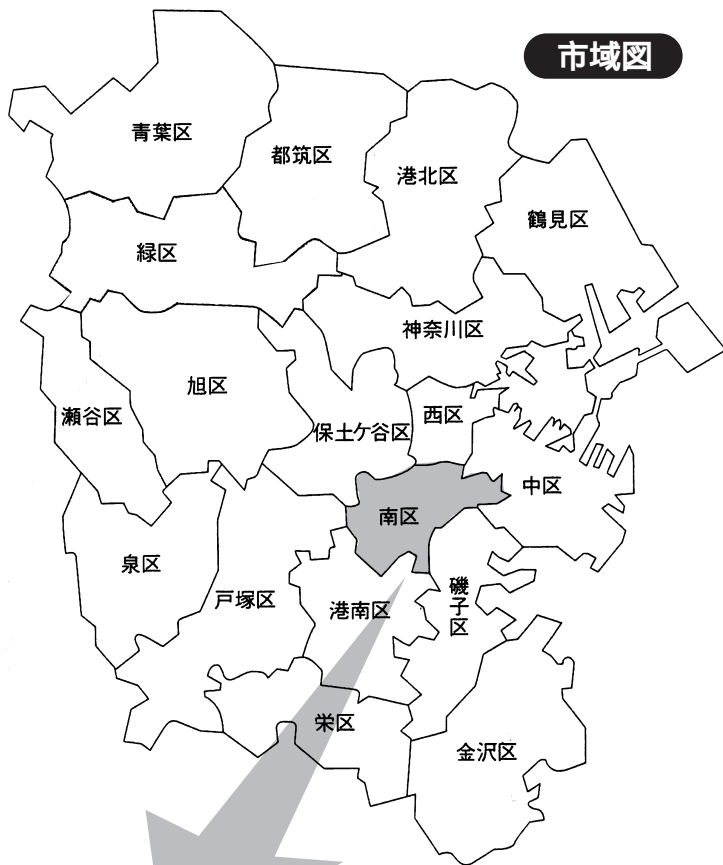 市域図
青葉区
都筑区
港北区
鶴見区
緑区
神奈川区
旭区
瀬谷区
保土ケ谷区
西区
中区
南区
泉区
戸塚区
港南区
磯子区
栄区
金沢区